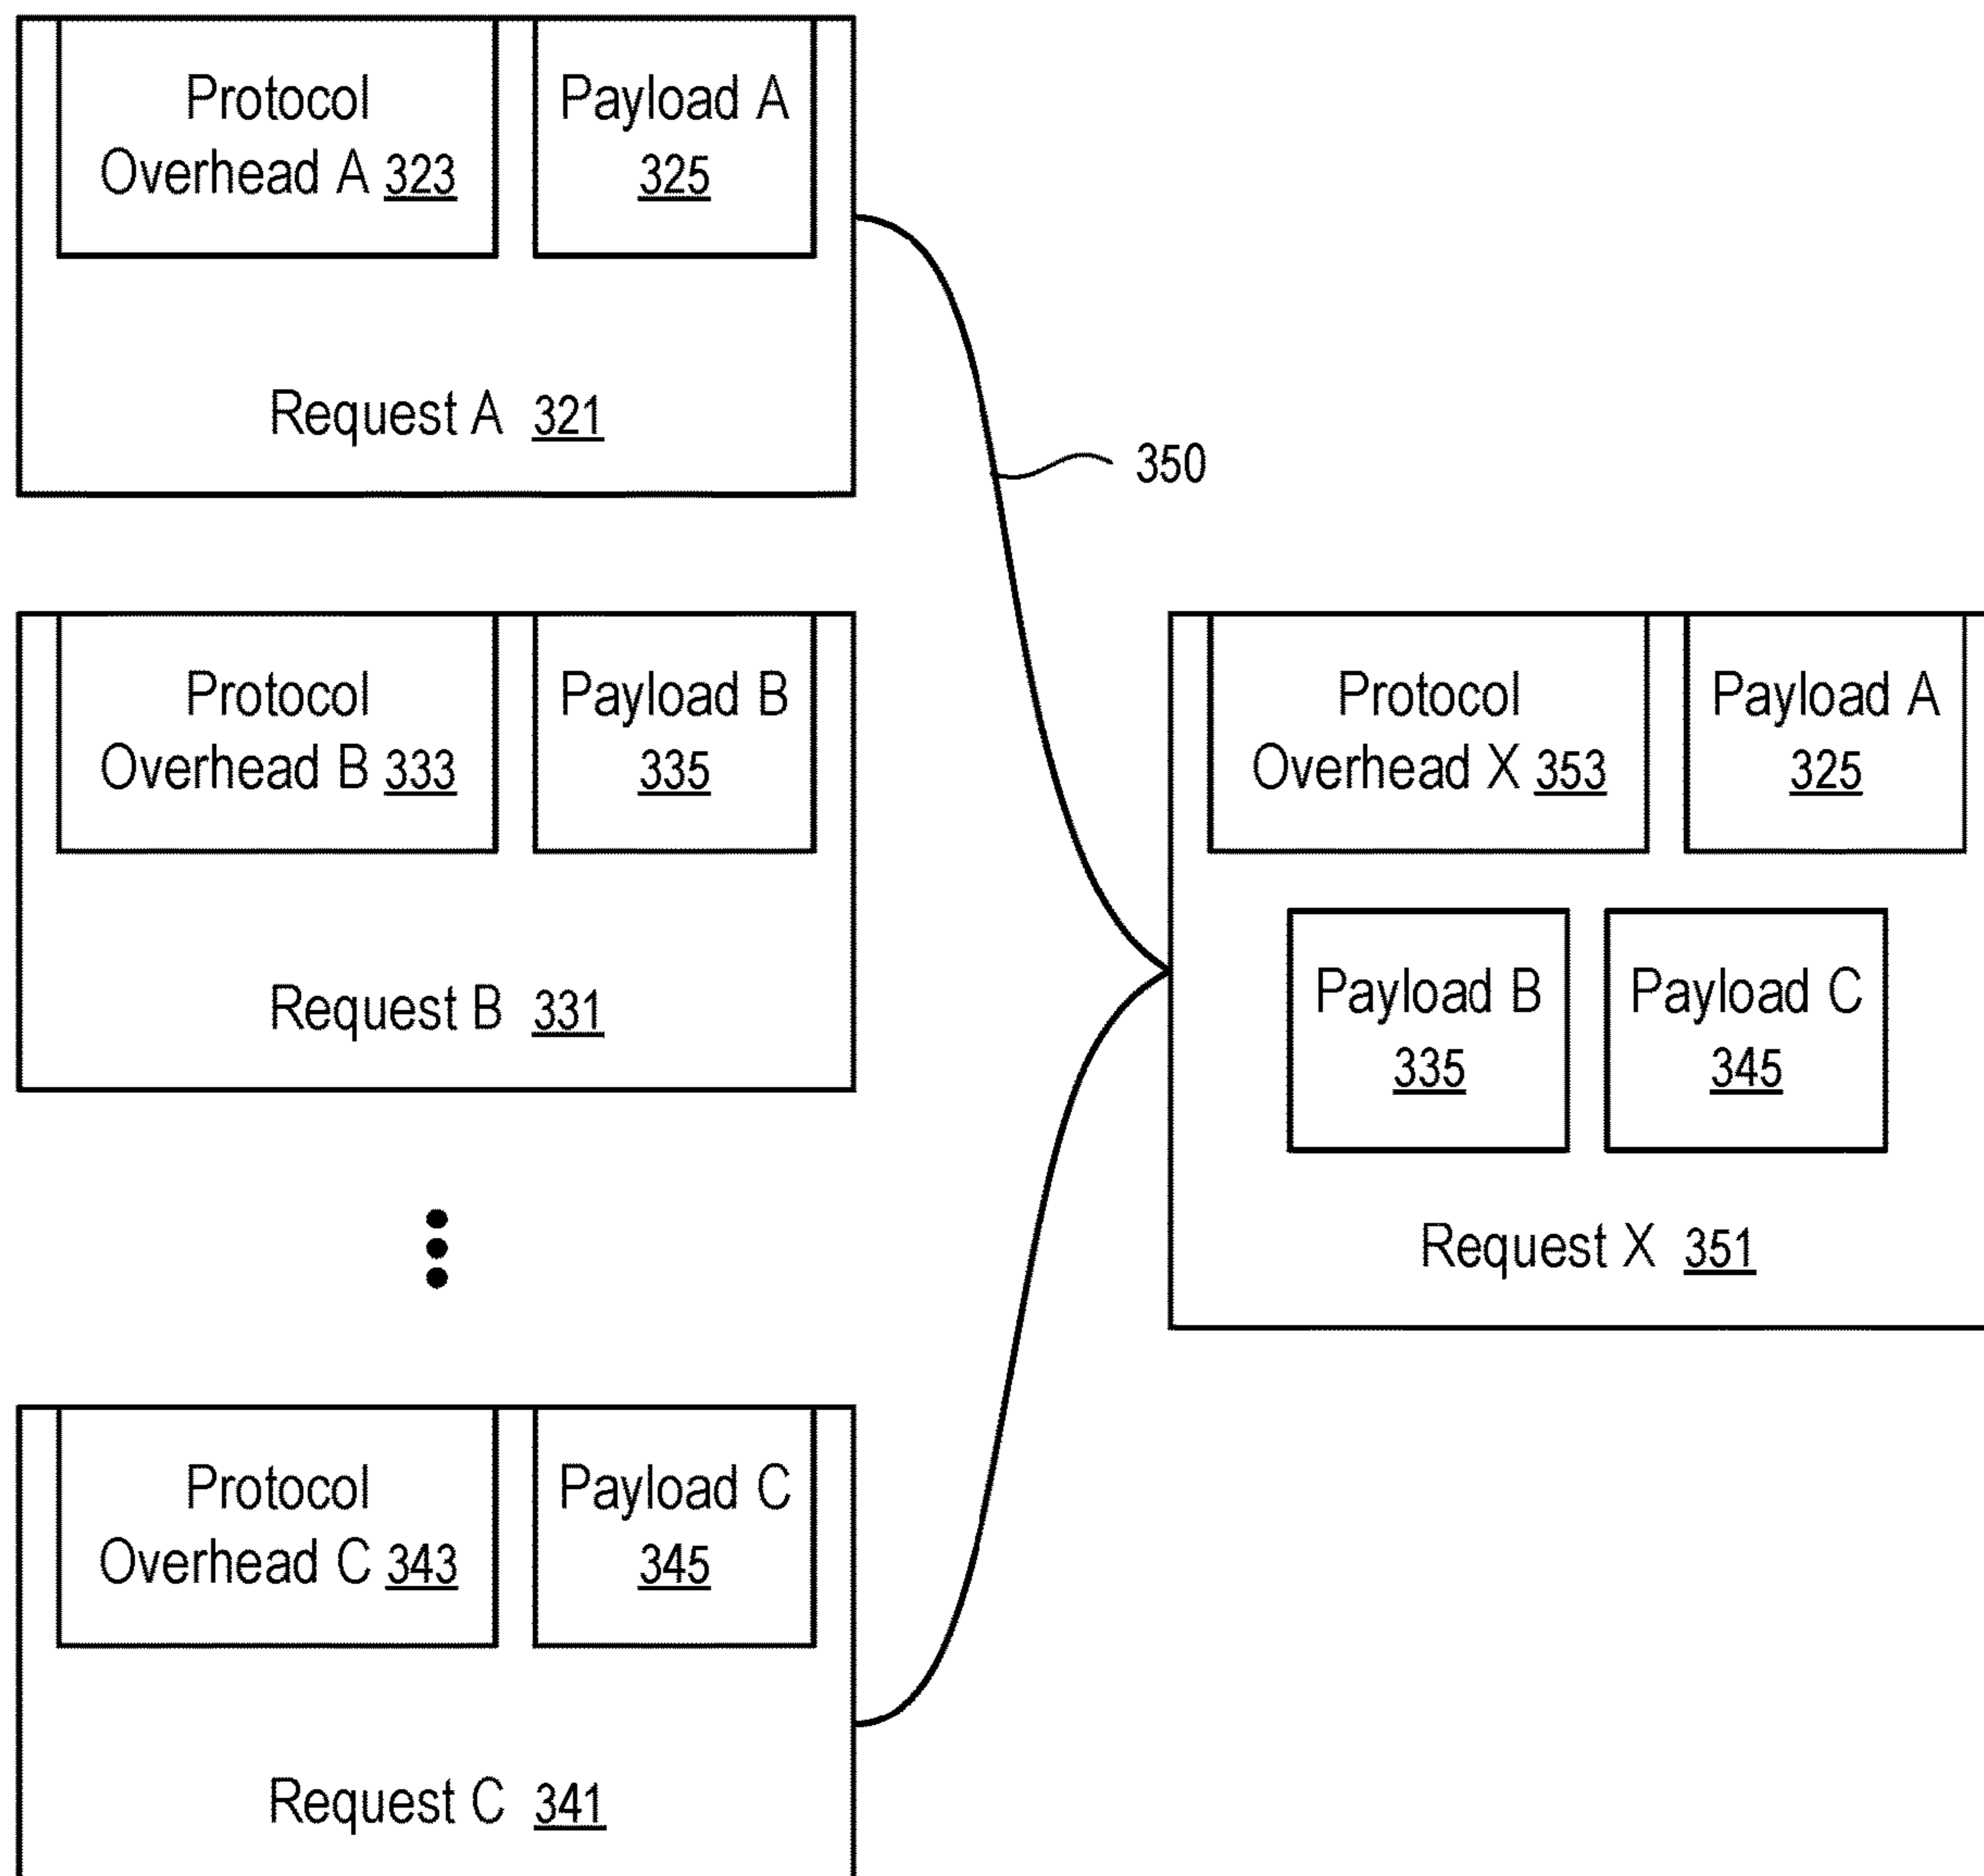 Protocol
Overhead A 323
Payload A
325
Request A 321
350
Protocol
Overhead B 333
Payload B
335
Request B 331
Protocol
Overhead X 353
Payload A
325
Payload B
335
Payload C
345
Request X 351
Protocol
Overhead C 343
Payload C
345
Request C 341